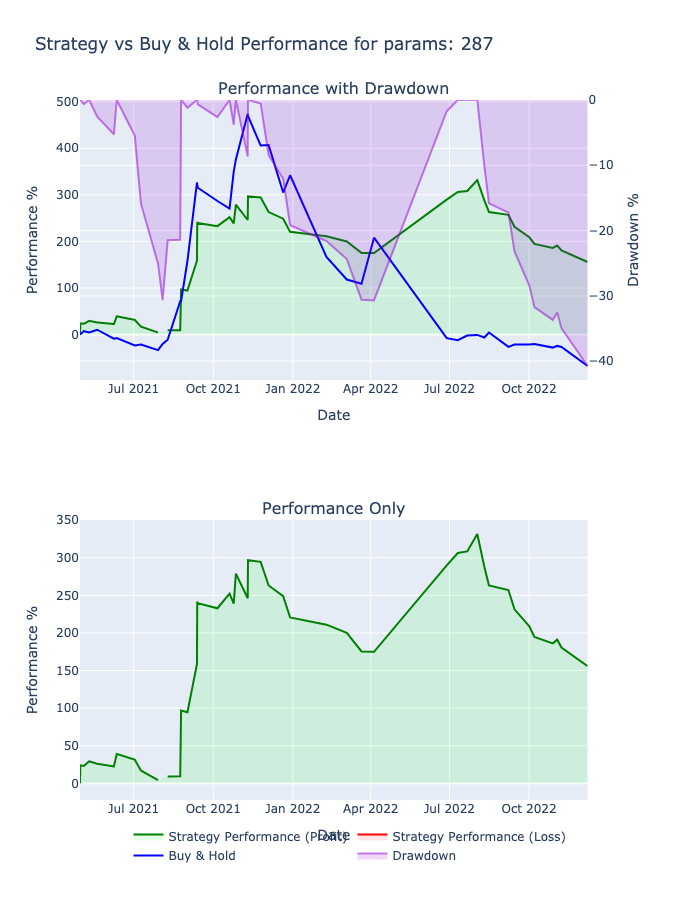 Strategy vs Buy & Hold Performance for params: 287
Performance with Drawdown
500
400
300
200
100
0
0
−10
−20
−30
−40
Performance %
Drawdown %
Jul 2021 Oct 2021 Jan 2022 Apr 2022 Jul 2022 Oct 2022
Date
Performance Only
350
300
250
200
150
100
50
0
Performance %
Jul 2021 Oct 2021 Jan 2022 Apr 2022 Jul 2022 Oct 2022
Date
Strategy Performance (Profit) Strategy Performance (Loss)
Buy & Hold Drawdown